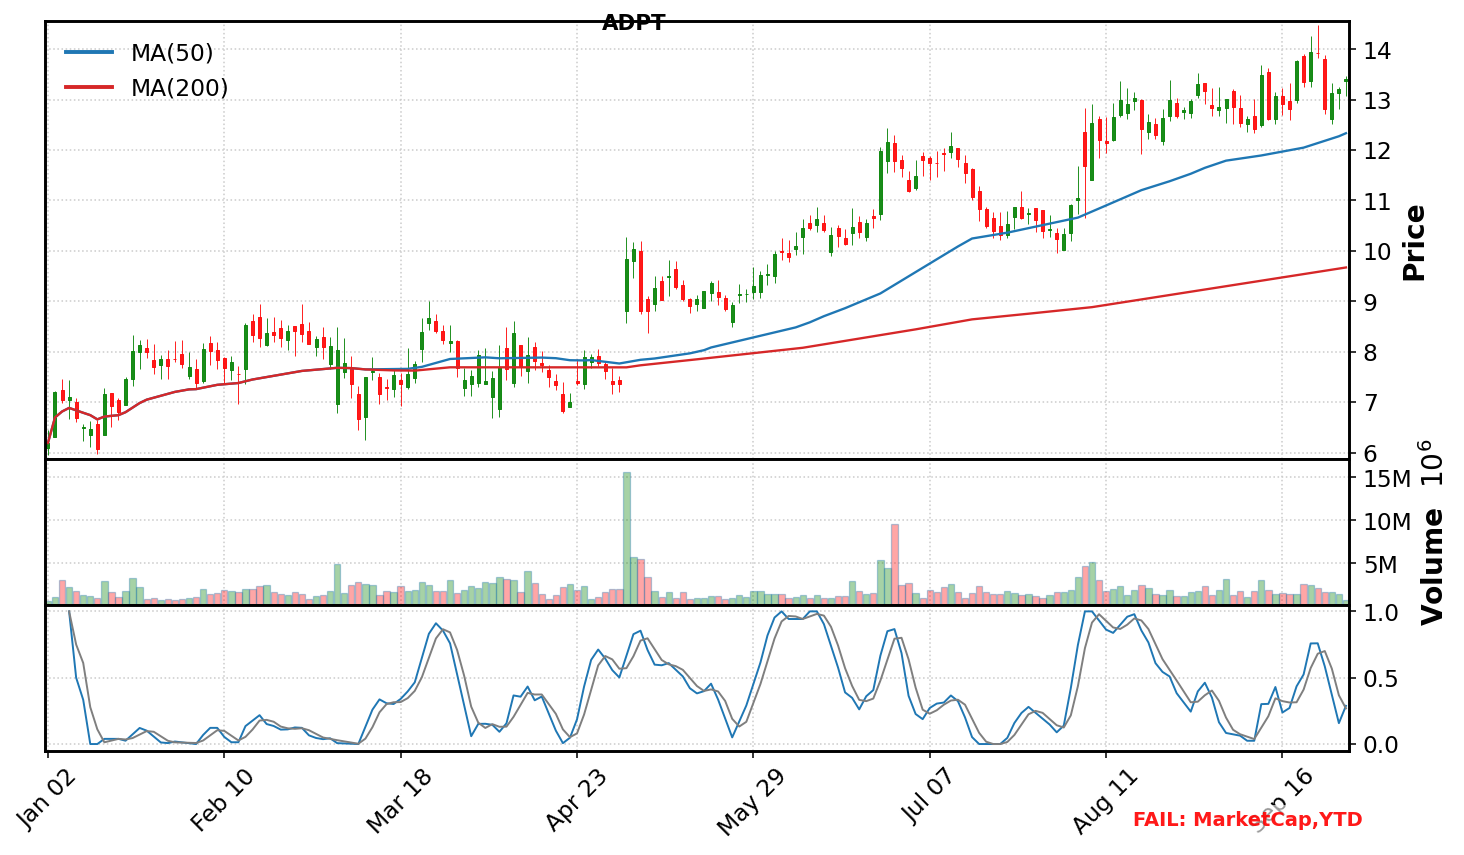 ADPT
MA(50)
MA(200)
14
13
12
11
10
9
8
7
6
Price
15M
10M
5M
Volume 10^6
1.0
0.5
0.0
Jan 02
Feb 10
Mar 18
Apr 23
May 29
Jul 07
Aug 11
Sep 16
FAIL: MarketCap,YTD